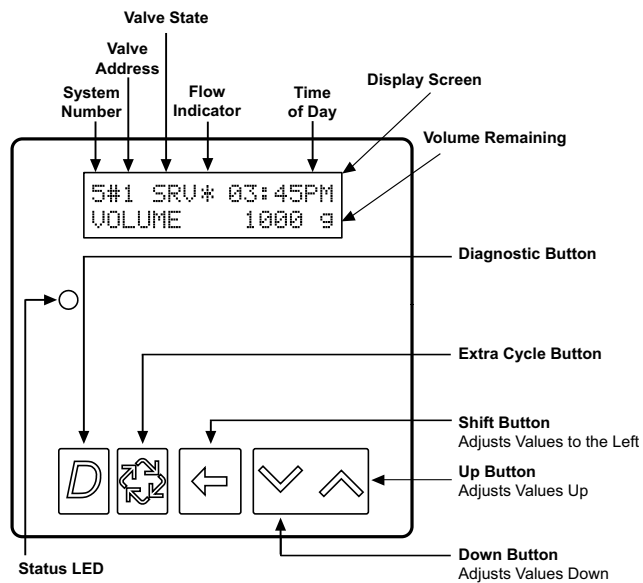 Valve State
Valve
Address
System
Number
Flow
Indicator
Time
of Day
Display Screen
Volume Remaining
5#1 SRV* 03:45PM
VOLUME 1000 g
Diagnostic Button
Extra Cycle Button
Shift Button
Adjusts Values to the Left
D
Up Button
Adjusts Values Up
Status LED
Down Button
Adjusts Values Down